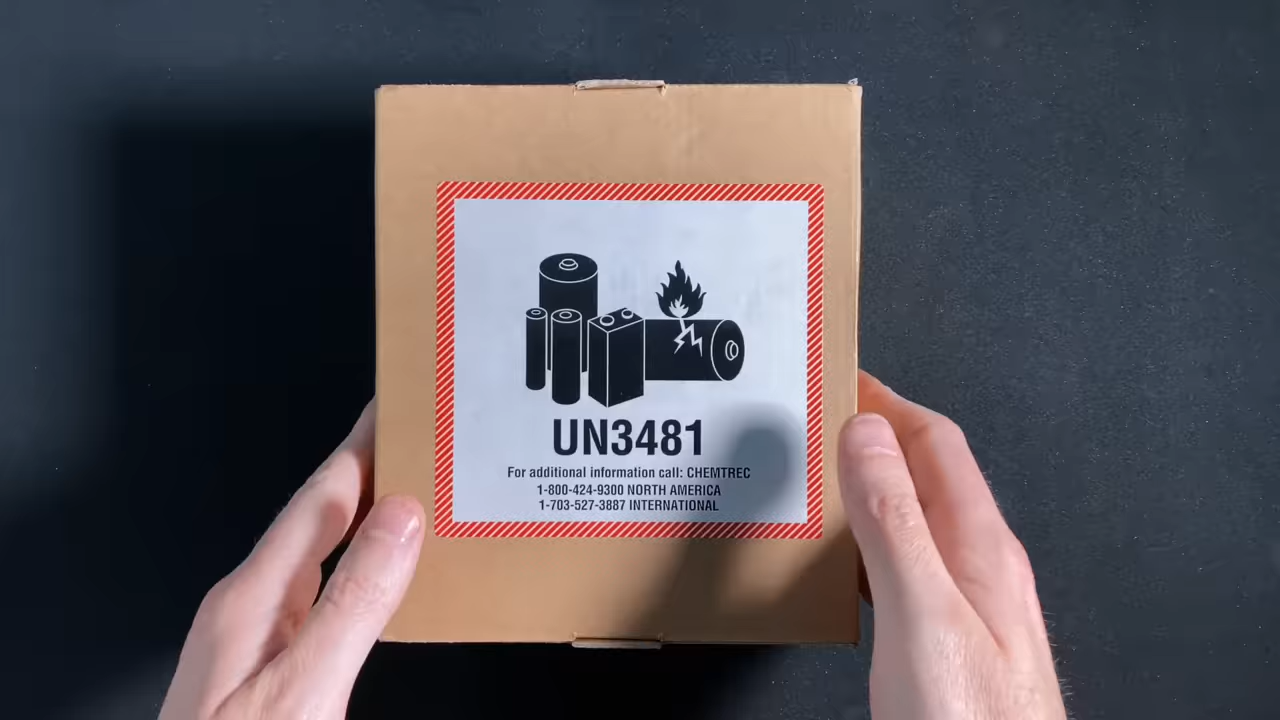 UN3481
For additional information call: CHEMTREC
1-800-424-9300 NORTH AMERICA
1-703-527-3887 INTERNATIONAL